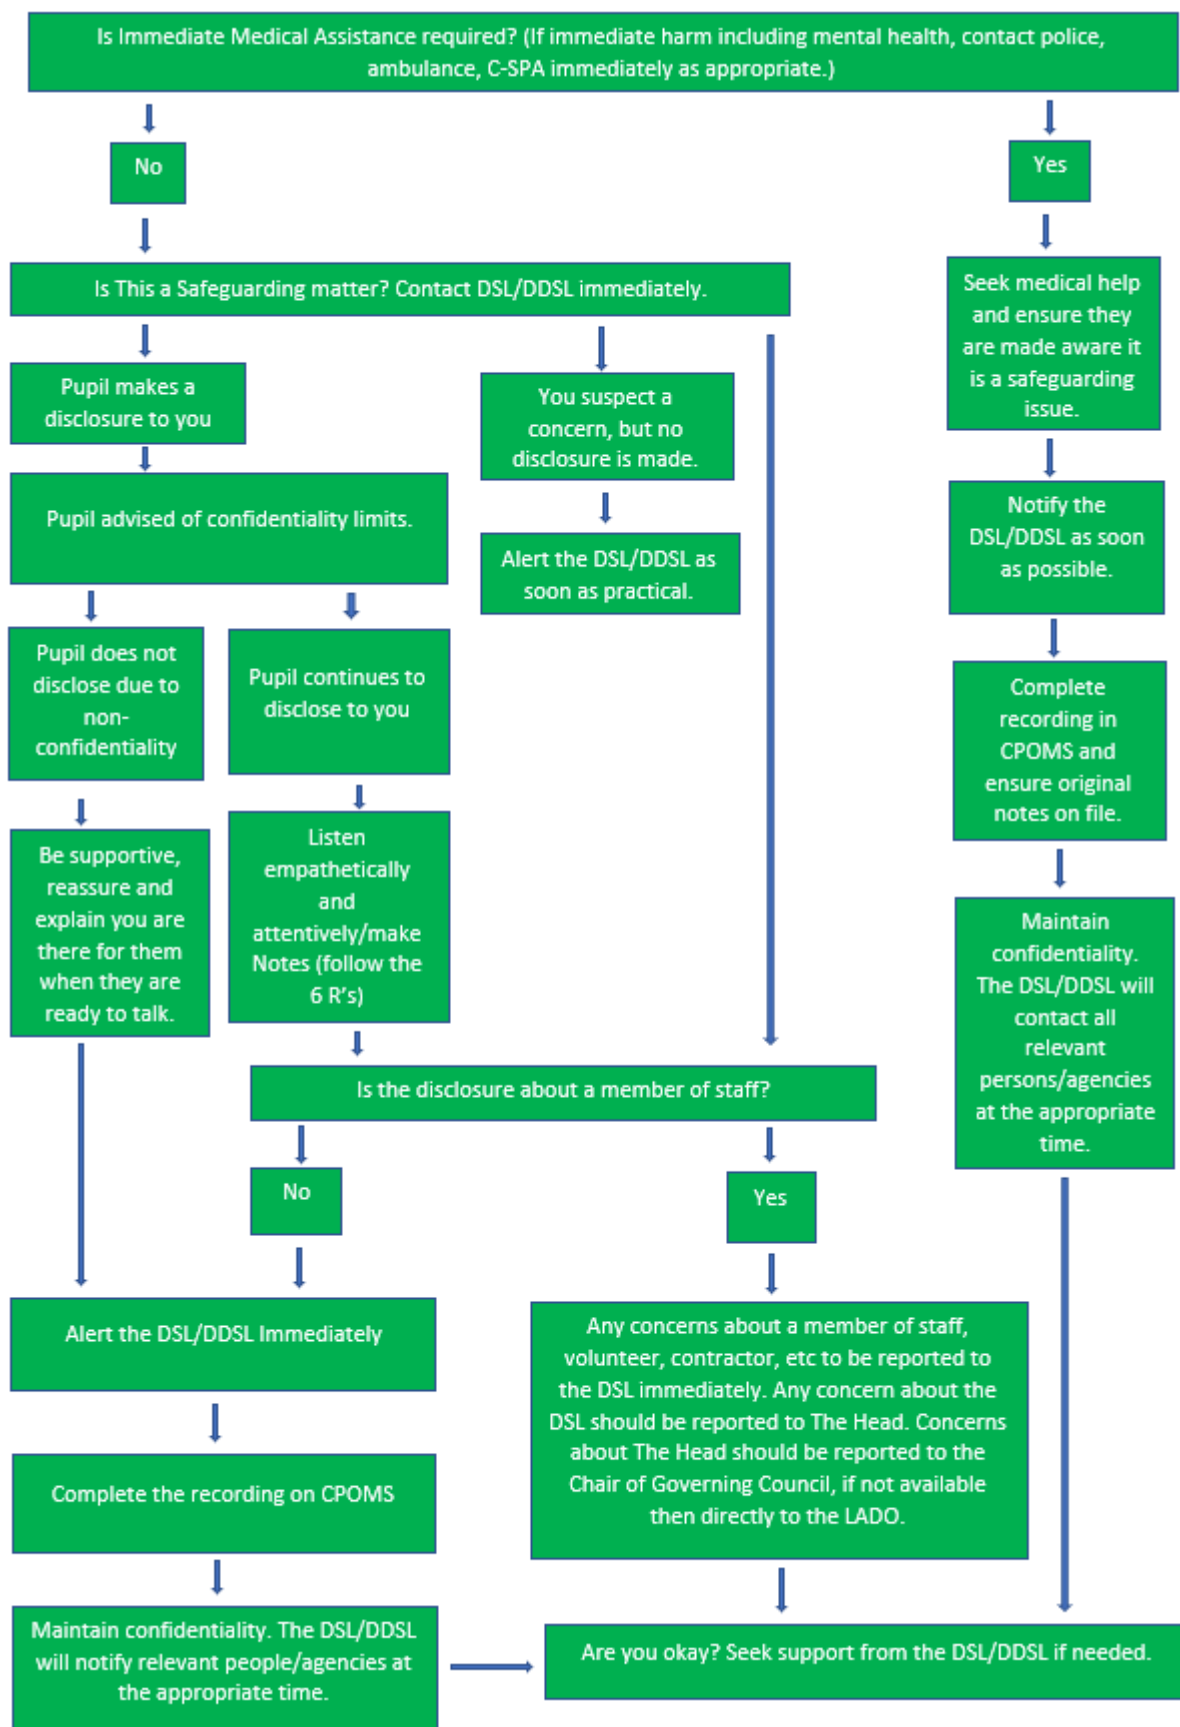 Is Immediate Medical Assistance required? (If immediate harm including mental health, contact police,
ambulance, C-SPA immediately as appropriate.)
No
Yes
Is This a Safeguarding matter? Contact DSL/DDSL immediately.
Pupil makes a
disclosure to you
Pupil advised of confidentiality limits.
Pupil does not
disclose due to
non-
confidentiality
Be supportive,
reassure and
explain you are
there for them
when they are
ready to talk.
Pupil continues to
disclose to you
Listen
empathetically
and
attentively/make
Notes (follow the
6 R's)
You suspect a
concern, but no
disclosure is made.
Alert the DSL/DDSL as
soon as practical.
Seek medical help
and ensure they
are made aware it
is a safeguarding
issue.
Notify the
DSL/DDSL as soon
as possible.
Complete
recording in
CPOMS and
ensure original
notes on file.
Maintain
confidentiality.
The DSL/DDSL will
contact all
relevant
persons/agencies
at the appropriate
time.
Is the disclosure about a member of staff?
No
Yes
Alert the DSL/DDSL Immediately
Complete the recording on CPOMS
Maintain confidentiality. The DSL/DDSL
will notify relevant people/agencies at
the appropriate time.
Any concerns about a member of staff,
volunteer, contractor, etc to be reported to
the DSL immediately. Any concern about the
DSL should be reported to The Head. Concerns
about The Head should be reported to the
Chair of Governing Council, if not available
then directly to the LADO.
Are you okay? Seek support from the DSL/DDSL if needed.